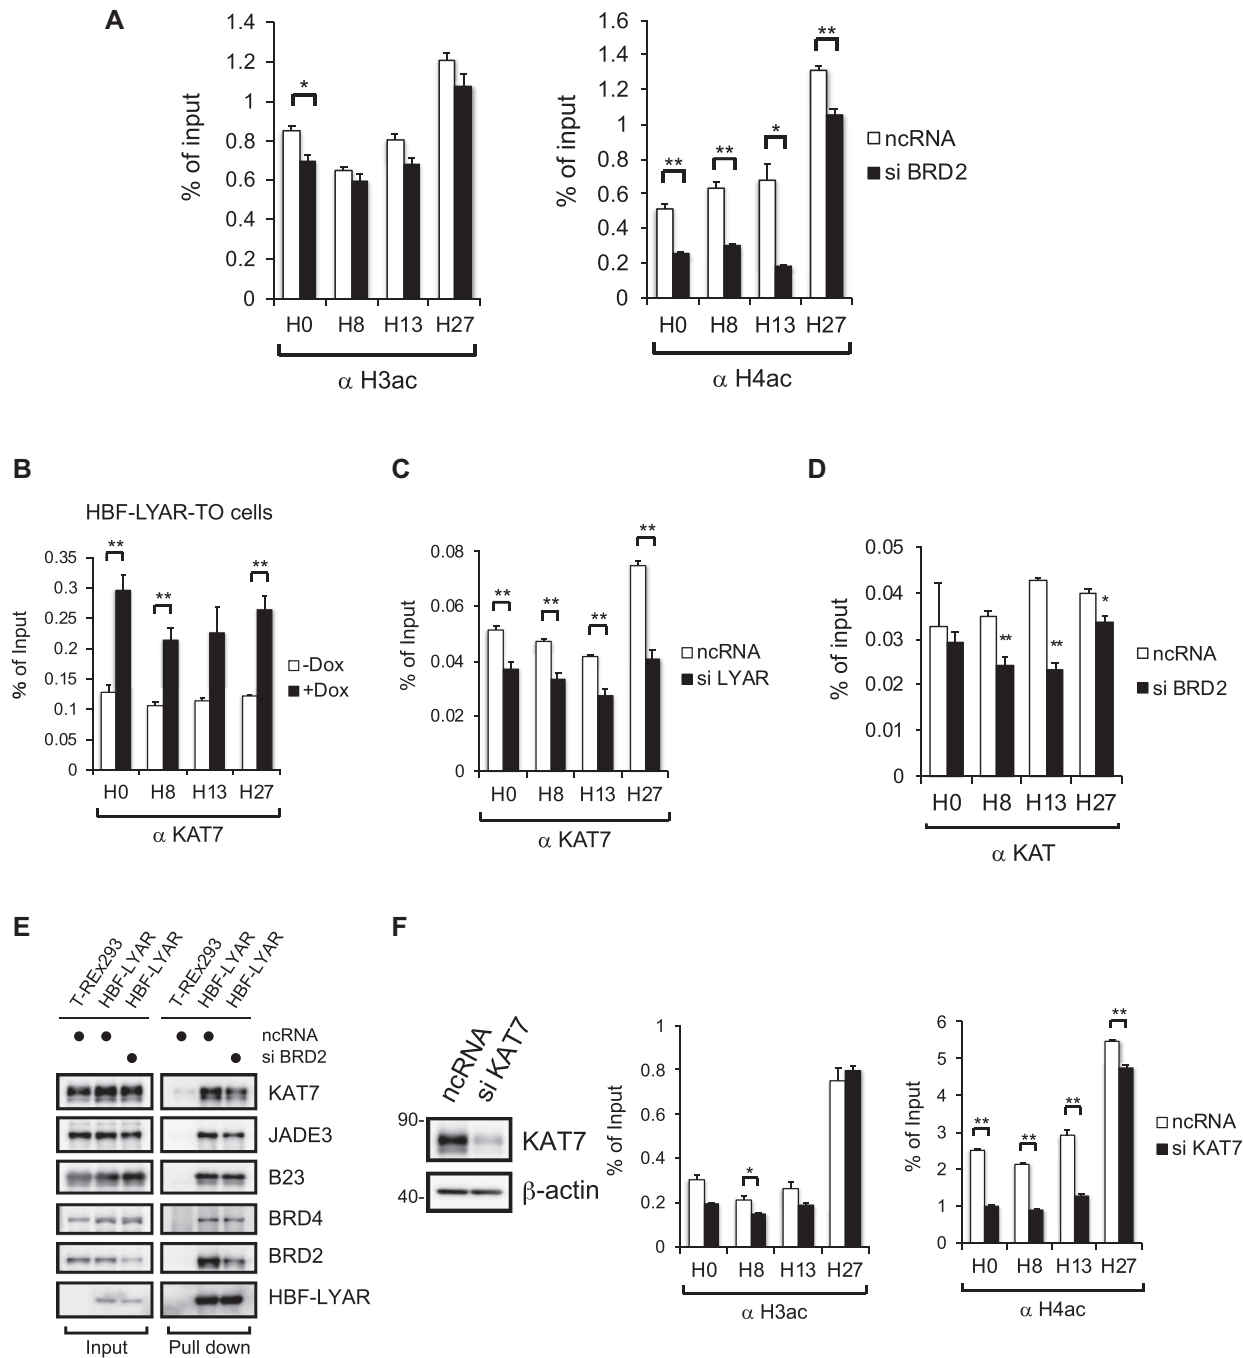 A
1.4
1.2
1
0.8
0.6
0.4
0.2
0
% of input
*
H0 H8 H13 H27
α H3ac
1.6
1.4
1.2
1
0.8
0.6
0.4
0.2
0
% of input
** ** * **
H0 H8 H13 H27
α H4ac
ncRNA
si BRD2
B
HBF-LYAR-TO cells
0.35
0.3
0.25
0.2
0.15
0.1
0.05
0
% of Input
** ** **
H0 H8 H13 H27
α KAT7
-Dox
+Dox
C
0.08
0.06
0.04
0.02
0
% of Input
** ** ** **
H0 H8 H13 H27
α KAT7
ncRNA
si LYAR
D
0.05
0.04
0.03
0.02
0.01
0
% of input
** ** *
H0 H8 H13 H27
α KAT
ncRNA
si BRD2
E
T-REx293 HBF-LYAR HBF-LYAR
T-REx293 HBF-LYAR HBF-LYAR
ncRNA
si BRD2
KAT7
JADE3
B23
BRD4
BRD2
HBF-LYAR
Input Pull down
F
ncRNA
si KAT7
90-
KAT7
40-
β-actin
1
0.8
0.6
0.4
0.2
0
% of Input
*
H0 H8 H13 H27
α H3ac
6
5
4
3
2
1
0
% of Input
** ** ** **
H0 H8 H13 H27
α H4ac
ncRNA
si KAT7